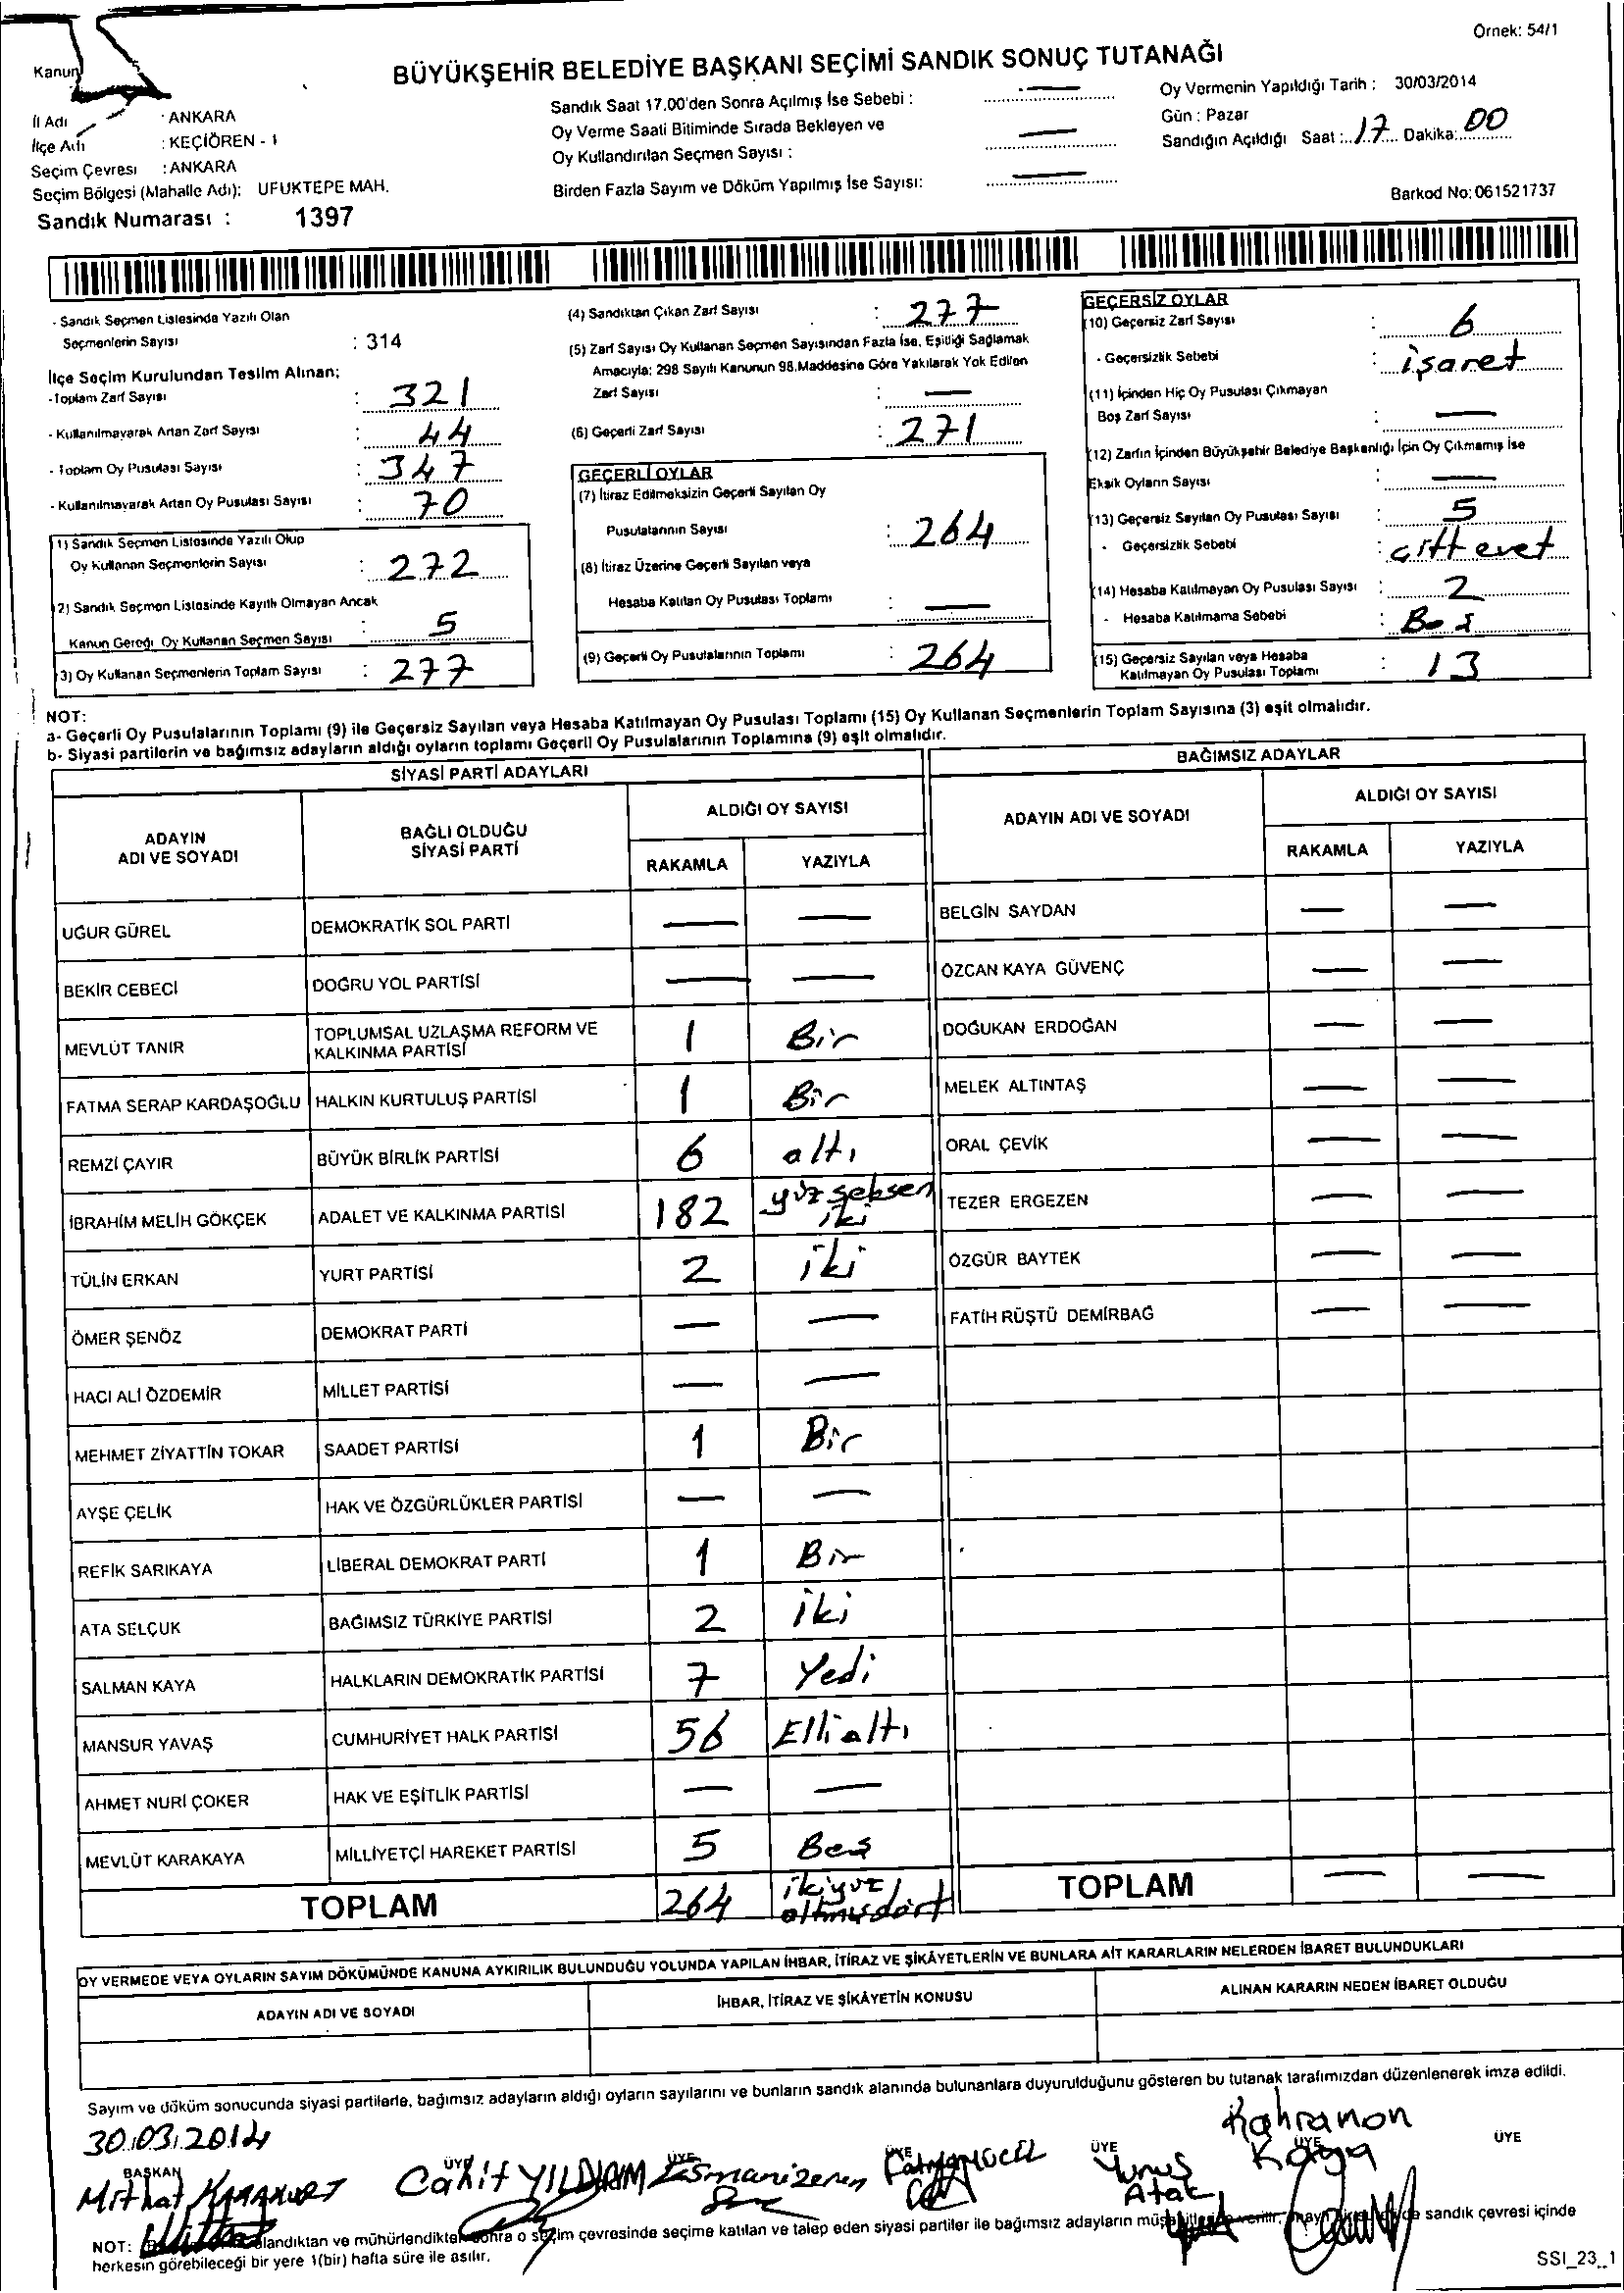 Örnek: 54/1
Kanun
BÜYÜKŞEHİR BELEDİYE BAŞKANI SEÇİMİ SANDIK SONUÇ TUTANAĞI
İl Adı : ANKARA
İlçe Adı : KEÇİÖREN - 1
Seçim Çevresi : ANKARA
Seçim Bölgesi (Mahalle Adı): UFUKTEPE MAH.
Sandık Numarası : 1397
Sandık Saat 17.00'den Sonra Açılmış İse Sebebi : —
Oy Verme Saati Bitiminde Sırada Bekleyen ve
Oy Kullandırılan Seçmen Sayısı : —
Birden Fazla Sayım ve Döküm Yapılmış İse Sayısı: —
Oy Vermenin Yapıldığı Tarih : 30/03/2014
Gün : Pazar
Sandığın Açıldığı Saat : 17 Dakika: 00
Barkod No: 061521737
- Sandık Seçmen Listesinde Yazılı Olan
Seçmenlerin Sayısı : 314
İlçe Seçim Kurulundan Teslim Alınan:
- Toplam Zarf Sayısı : 321
- Kullanılmayarak Artan Zarf Sayısı : 44
- Toplam Oy Pusulası Sayısı : 347
- Kullanılmayarak Artan Oy Pusulası Sayısı : 70
(1) Sandık Seçmen Listesinde Yazılı Olup
Oy Kullanan Seçmenlerin Sayısı : 272
(2) Sandık Seçmen Listesinde Kayıtlı Olmayan Ancak
Kanun Gereği Oy Kullanan Seçmen Sayısı : 5
(3) Oy Kullanan Seçmenlerin Toplam Sayısı : 277
(4) Sandıktan Çıkan Zarf Sayısı : 277
(5) Zarf Sayısı Oy Kullanan Seçmen Sayısından Fazla İse, Eşitliği Sağlamak
Amacıyla; 298 Sayılı Kanunun 98.Maddesine Göre Yakılarak Yok Edilen
Zarf Sayısı : —
(6) Geçerli Zarf Sayısı : 271
GEÇERLİ OYLAR
(7) İtiraz Edilmeksizin Geçerli Sayılan Oy
Pusulalarının Sayısı : 264
(8) İtiraz Üzerine Geçerli Sayılan veya
Hesaba Katılan Oy Pusulası Toplamı : —
(9) Geçerli Oy Pusulalarının Toplamı : 264
GEÇERSİZ OYLAR
(10) Geçersiz Zarf Sayısı : 6
- Geçersizlik Sebebi : işaret
(11) İçinden Hiç Oy Pusulası Çıkmayan
Boş Zarf Sayısı : —
(12) Zarfın İçinden Büyükşehir Belediye Başkanlığı İçin Oy Çıkmamış İse
Eksik Oyların Sayısı : —
(13) Geçersiz Sayılan Oy Pusulası Sayısı : 5
- Geçersizlik Sebebi : çift evet
(14) Hesaba Katılmayan Oy Pusulası Sayısı : 2
- Hesaba Katılmama Sebebi : Boş
(15) Geçersiz Sayılan veya Hesaba
Katılmayan Oy Pusulası Toplamı : 13
NOT:
a- Geçerli Oy Pusulalarının Toplamı (9) ile Geçersiz Sayılan veya Hesaba Katılmayan Oy Pusulası Toplamı (15) Oy Kullanan Seçmenlerin Toplam Sayısına (3) eşit olmalıdır.
b- Siyasi partilerin ve bağımsız adayların aldığı oyların toplamı Geçerli Oy Pusulalarının Toplamına (9) eşit olmalıdır.
SİYASİ PARTİ ADAYLARI
ADAYIN ADI VE SOYADI BAĞLI OLDUĞU SİYASİ PARTİ ALDIĞI OY SAYISI
RAKAMLA YAZIYLA
UĞUR GÜREL DEMOKRATİK SOL PARTİ — —
BEKİR CEBECİ DOĞRU YOL PARTİSİ — —
MEVLÜT TANIR TOPLUMSAL UZLAŞMA REFORM VE KALKINMA PARTİSİ 1 Bir
FATMA SERAP KARDAŞOĞLU HALKIN KURTULUŞ PARTİSİ 1 Bir
REMZİ ÇAYIR BÜYÜK BİRLİK PARTİSİ 6 altı
İBRAHİM MELİH GÖKÇEK ADALET VE KALKINMA PARTİSİ 182 yüz seksen iki
TÜLİN ERKAN YURT PARTİSİ 2 iki
ÖMER ŞENÖZ DEMOKRAT PARTİ — —
HACI ALİ ÖZDEMİR MİLLET PARTİSİ — —
MEHMET ZİYATTİN TOKAR SAADET PARTİSİ 1 Bir
AYŞE ÇELİK HAK VE ÖZGÜRLÜKLER PARTİSİ — —
REFİK SARIKAYA LİBERAL DEMOKRAT PARTİ 1 Bir
ATA SELÇUK BAĞIMSIZ TÜRKİYE PARTİSİ 2 iki
SALMAN KAYA HALKLARIN DEMOKRATİK PARTİSİ 7 Yedi
MANSUR YAVAŞ CUMHURİYET HALK PARTİSİ 56 Elli altı
AHMET NURİ ÇOKER HAK VE EŞİTLİK PARTİSİ — —
MEVLÜT KARAKAYA MİLLİYETÇİ HAREKET PARTİSİ 5 Beş
TOPLAM 264 ikiyüz altmışdört
BAĞIMSIZ ADAYLAR
ADAYIN ADI VE SOYADI ALDIĞI OY SAYISI
RAKAMLA YAZIYLA
BELGİN SAYDAN — —
ÖZCAN KAYA GÜVENÇ — —
DOĞUKAN ERDOĞAN — —
MELEK ALTINTAŞ — —
ORAL ÇEVİK — —
TEZER ERGEZEN — —
ÖZGÜR BAYTEK — —
FATİH RÜŞTÜ DEMİRBAĞ — —
TOPLAM — —
OY VERMEDE VEYA OYLARIN SAYIM DÖKÜMÜNDE KANUNA AYKIRILIK BULUNDUĞU YOLUNDA YAPILAN İHBAR, İTİRAZ VE ŞİKÂYETLERİN VE BUNLARA AİT KARARLARIN NELERDEN İBARET BULUNDUKLARI
ADAYIN ADI VE SOYADI İHBAR, İTİRAZ VE ŞİKÂYETİN KONUSU ALINAN KARARIN NEDEN İBARET OLDUĞU
Sayım ve döküm sonucunda siyasi partilerle, bağımsız adayların aldığı oyların sayılarını ve bunların sandık alanında bulunanlara duyurulduğunu gösteren bu tutanak tarafımızdan düzenlenerek imza edildi.
30.03.2014
BAŞKAN ÜYE ÜYE ÜYE ÜYE ÜYE ÜYE
Mithat KARAKURT Cahit YILDIRIM Yunus Atak Kahraman Kaya
NOT: sonra o seçim çevresinde seçime katılan ve talep eden siyasi partiler ile bağımsız adayların sandık çevresi içinde
herkesin görebileceği bir yere 1(bir) hafta süre ile asılır.
SSI_23_1